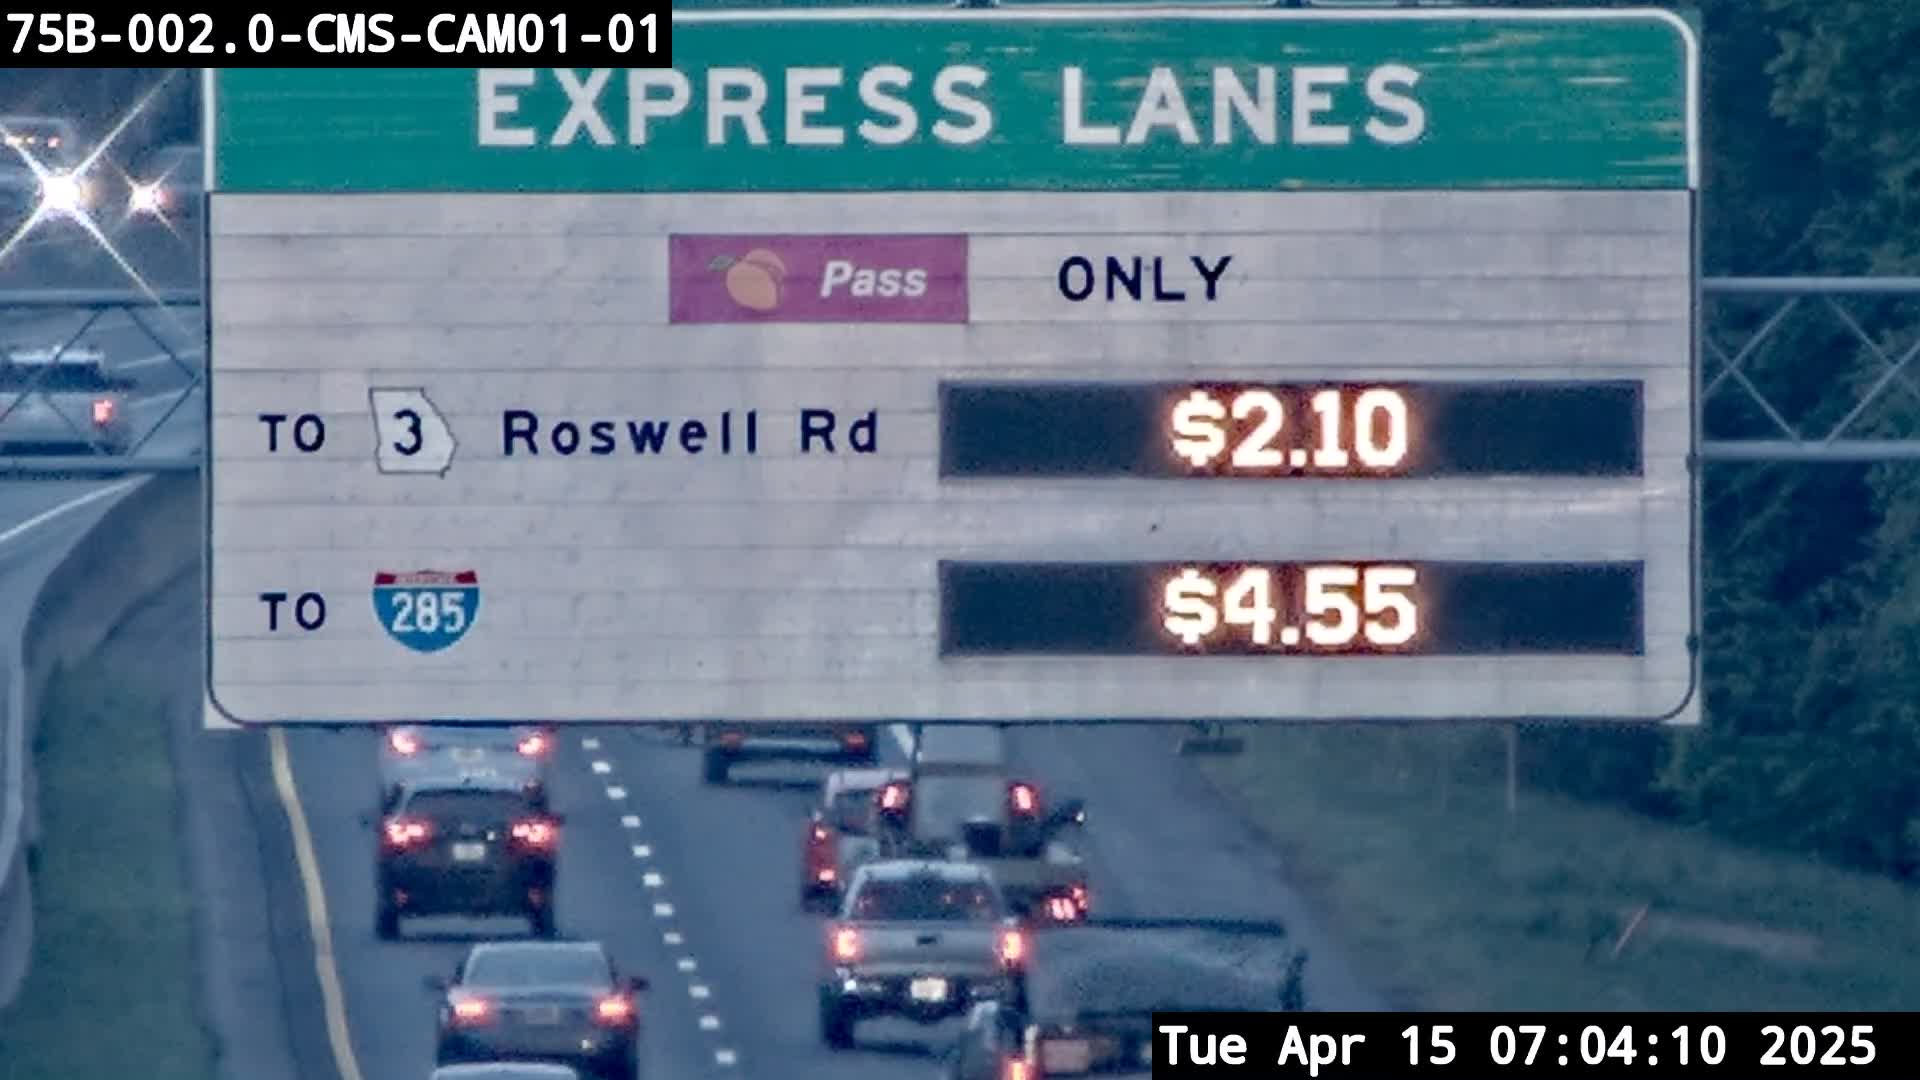 75B-002.0-CMS-CAM01-01
EXPRESS LANES
Pass ONLY
TO 3 Roswell Rd $2.10
TO 285 $4.55
Tue Apr 15 07:04:10 2025